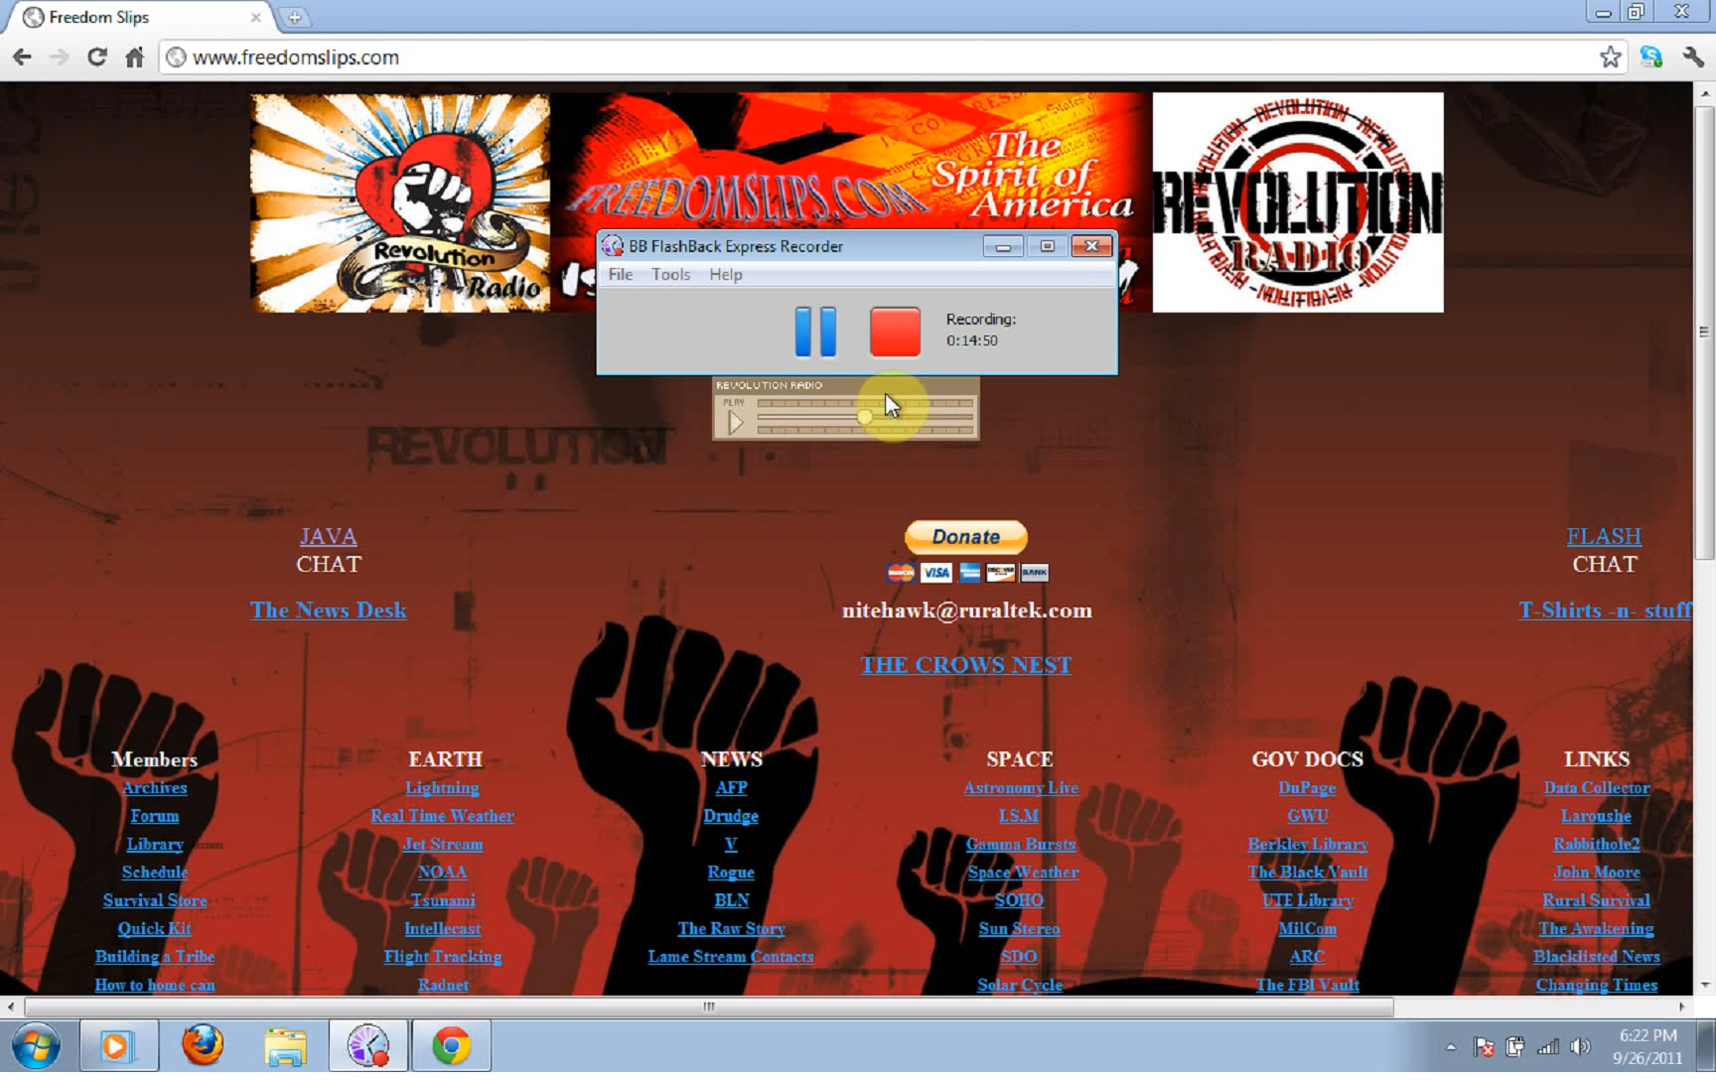 Freedom Slips
www.freedomslips.com
Revolution
Radio
FREEDOMSLIPS.COM
The
Spirit of
America
REVOLUTION REVOLUTION
REVOLUTION
RADIO
REVOLUTION
BB FlashBack Express Recorder
File Tools Help
Recording:
0:14:50
REVOLUTION RADIO
PLAY
REVOLUTION
JAVA
CHAT
Donate
FLASH
CHAT
VISA
BANK
The News Desk
nitehawk@ruraltek.com
T-Shirts -n- stuff
THE CROWS NEST
Members
Archives
Forum
Library
Schedule
Survival Store
Quick Kit
Building a Tribe
How to home can
EARTH
Lightning
Real Time Weather
Jet Stream
NOAA
Tsunami
Intellecast
Flight Tracking
Radnet
NEWS
AFP
Drudge
V
Rogue
BLN
The Raw Story
Lame Stream Contacts
SPACE
Astronomy Live
I.S.M
Gamma Bursts
Space Weather
SOHO
Sun Stereo
SDO
Solar Cycle
GOV DOCS
DuPage
GWU
Berkley Library
The Black Vault
UTE Library
MilCom
ARC
The FBI Vault
LINKS
Data Collector
Laroushe
Rabbithole2
John Moore
Rural Survival
The Awakening
Blacklisted News
Changing Times
6:22 PM
9/26/2011